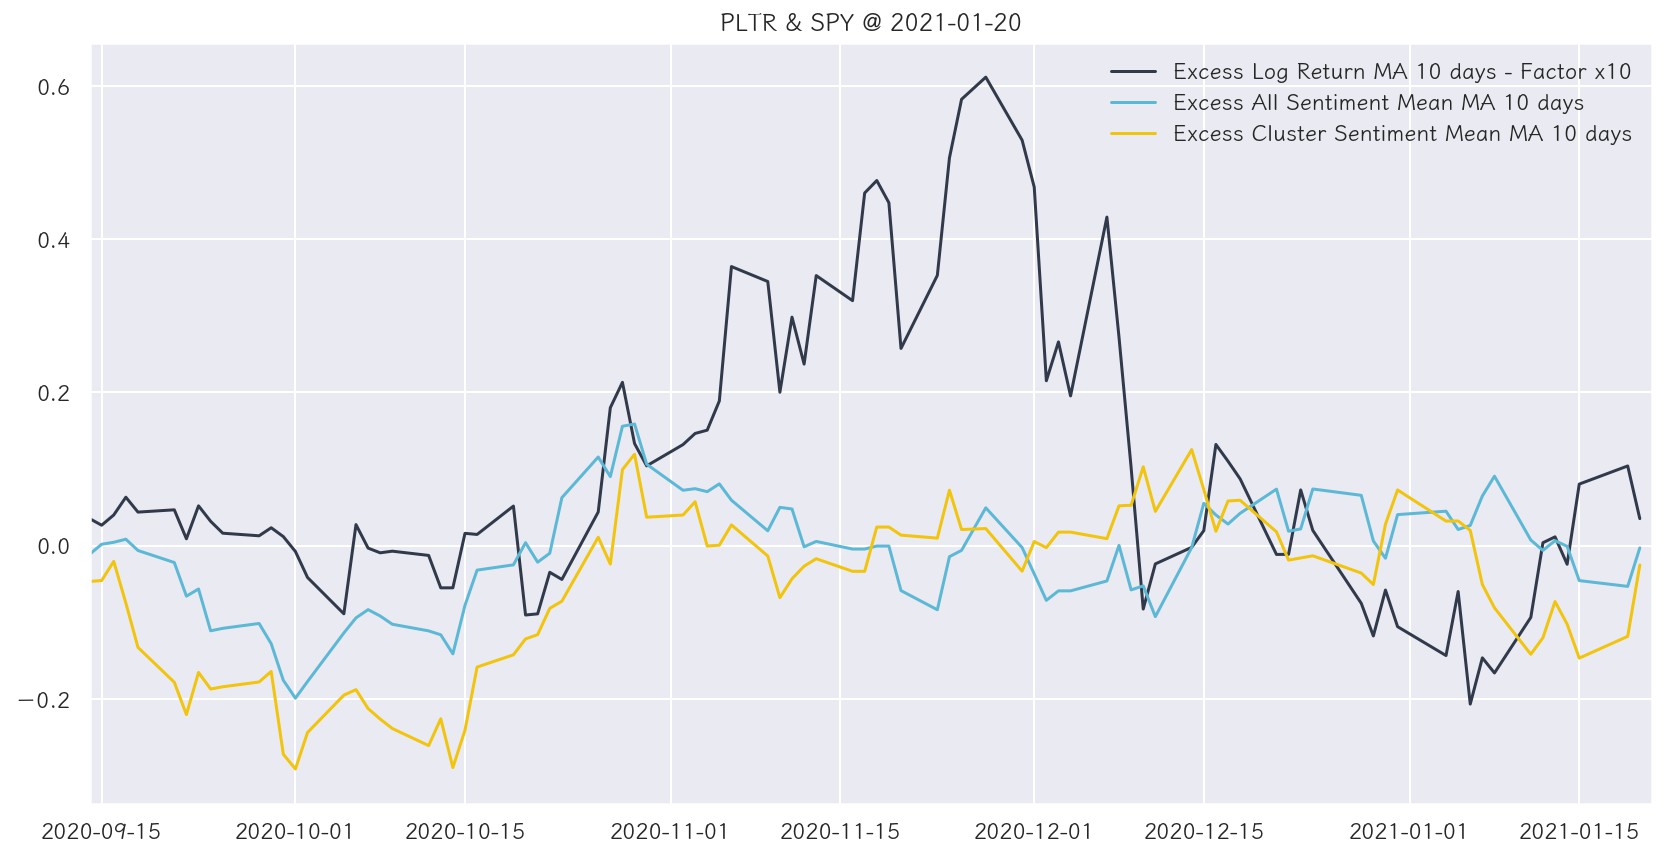 PLTR & SPY @ 2021-01-20
Excess Log Return MA 10 days - Factor x10
Excess All Sentiment Mean MA 10 days
Excess Cluster Sentiment Mean MA 10 days
0.6
0.4
0.2
0.0
−0.2
2020-09-15 2020-10-01 2020-10-15 2020-11-01 2020-11-15 2020-12-01 2020-12-15 2021-01-01 2021-01-15